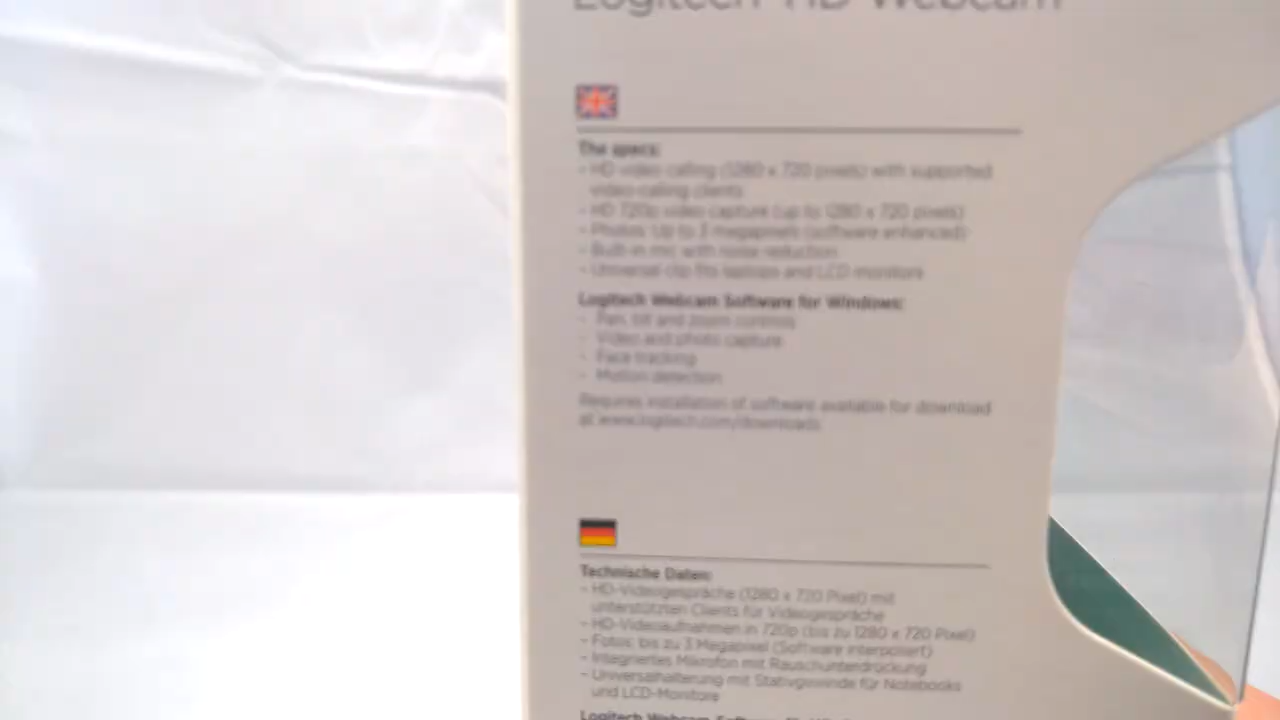 Logitech HD Webcam
The specs:
- HD video calling (1280 x 720 pixels) with supported
video-calling clients
- HD 720p video capture (up to 1280 x 720 pixels)
- Photos: Up to 3 megapixels (software enhanced)
- Built-in mic with noise reduction
- Universal clip fits laptops and LCD monitors
Logitech Webcam Software for Windows:
- Pan, tilt and zoom controls
- Video and photo capture
- Face tracking
- Motion detection
Requires installation of software available for download
at www.logitech.com/downloads
Technische Daten:
- HD-Videogespräche (1280 x 720 Pixel) mit
unterstützten Clients für Videogespräche
- HD-Videoaufnahmen in 720p (bis zu 1280 x 720 Pixel)
- Fotos: bis zu 3 Megapixel (Software interpoliert)
- Integriertes Mikrofon mit Rauschunterdrückung
- Universalhalterung mit Stativgewinde für Notebooks
und LCD-Monitore
Logitech Webcam Software für